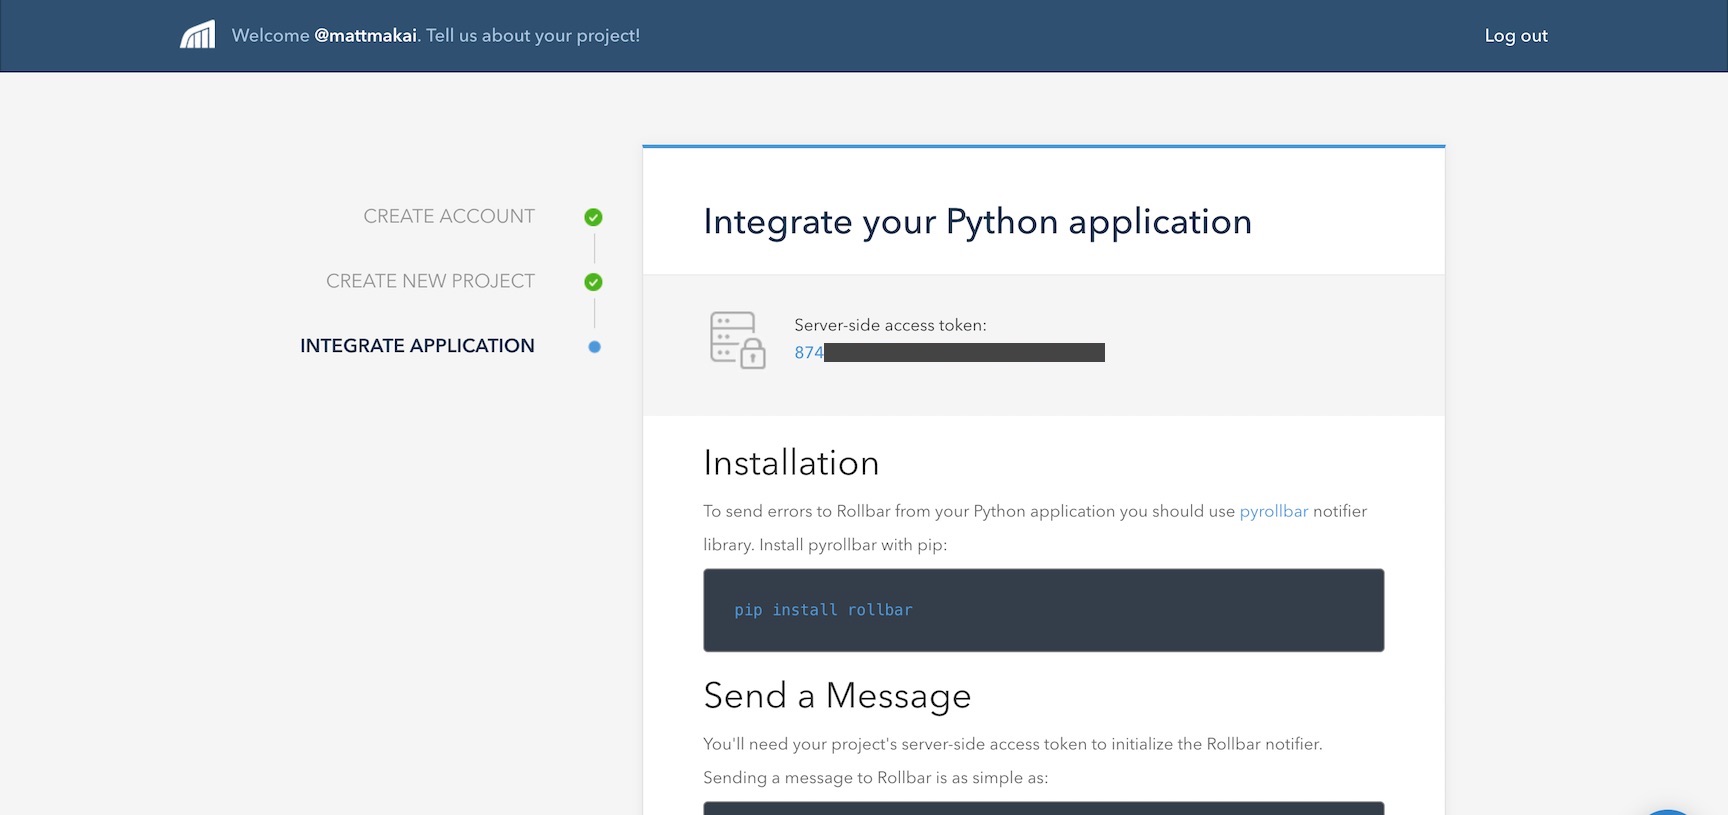 Welcome @mattmakai. Tell us about your project!
Log out
CREATE ACCOUNT
CREATE NEW PROJECT
INTEGRATE APPLICATION
Integrate your Python application
Server-side access token:
874
Installation
To send errors to Rollbar from your Python application you should use pyrollbar notifier
library. Install pyrollbar with pip:
pip install rollbar
Send a Message
You'll need your project's server-side access token to initialize the Rollbar notifier.
Sending a message to Rollbar is as simple as: